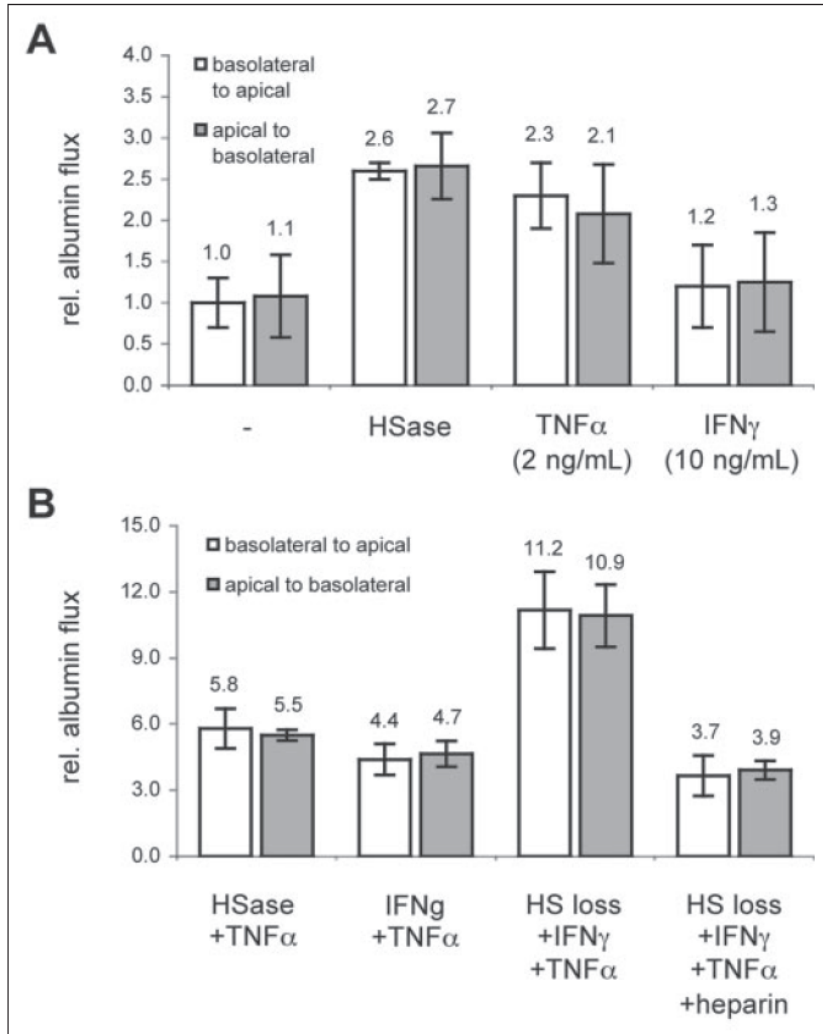 A
basolateral
to apical
apical to
basolateral
rel. albumin flux
4.0
3.5
3.0
2.5
2.0
1.5
1.0
0.5
0.0
1.0
1.1
2.6
2.7
2.3
2.1
1.2
1.3
-
HSase
TNFα
(2 ng/mL)
IFNγ
(10 ng/mL)
B
basolateral to apical
apical to basolateral
rel. albumin flux
15.0
12.0
9.0
6.0
3.0
0.0
5.8
5.5
4.4
4.7
11.2
10.9
3.7
3.9
HSase
+TNFα
IFNg
+TNFα
HS loss
+IFNγ
+TNFα
HS loss
+IFNγ
+TNFα
+heparin